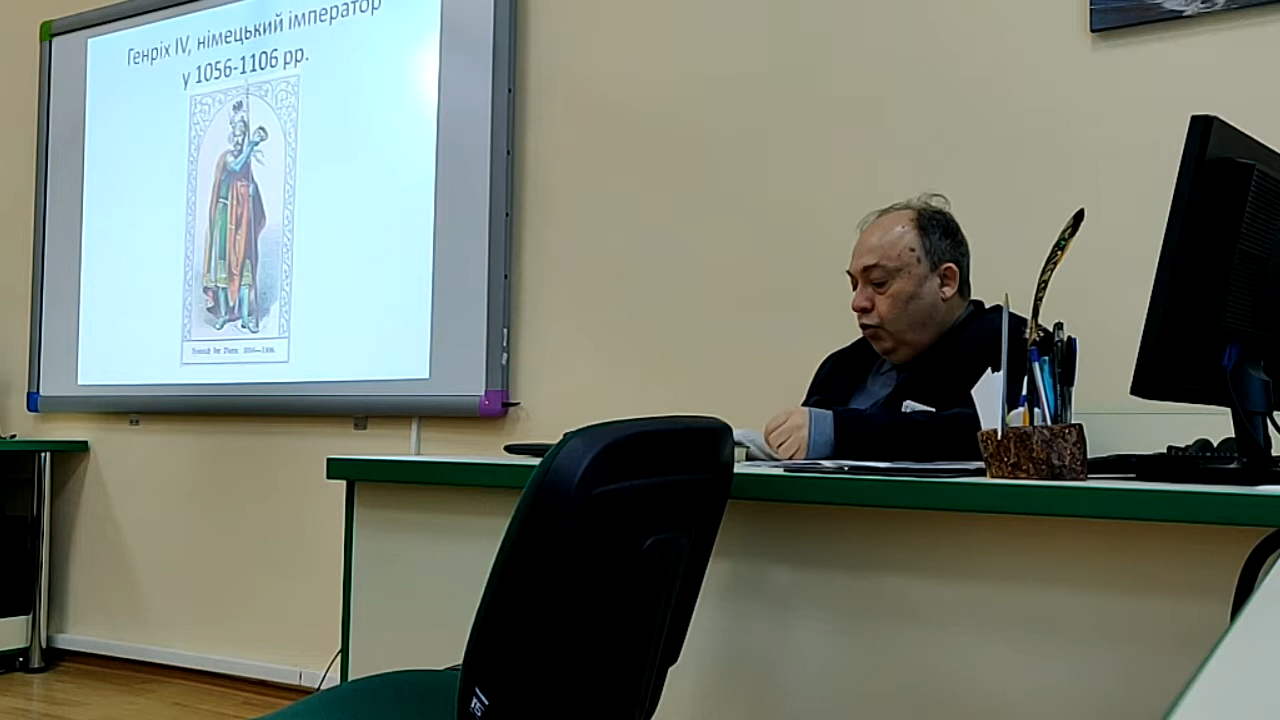 Генріх IV, німецький імператор
у 1056-1106 рр.